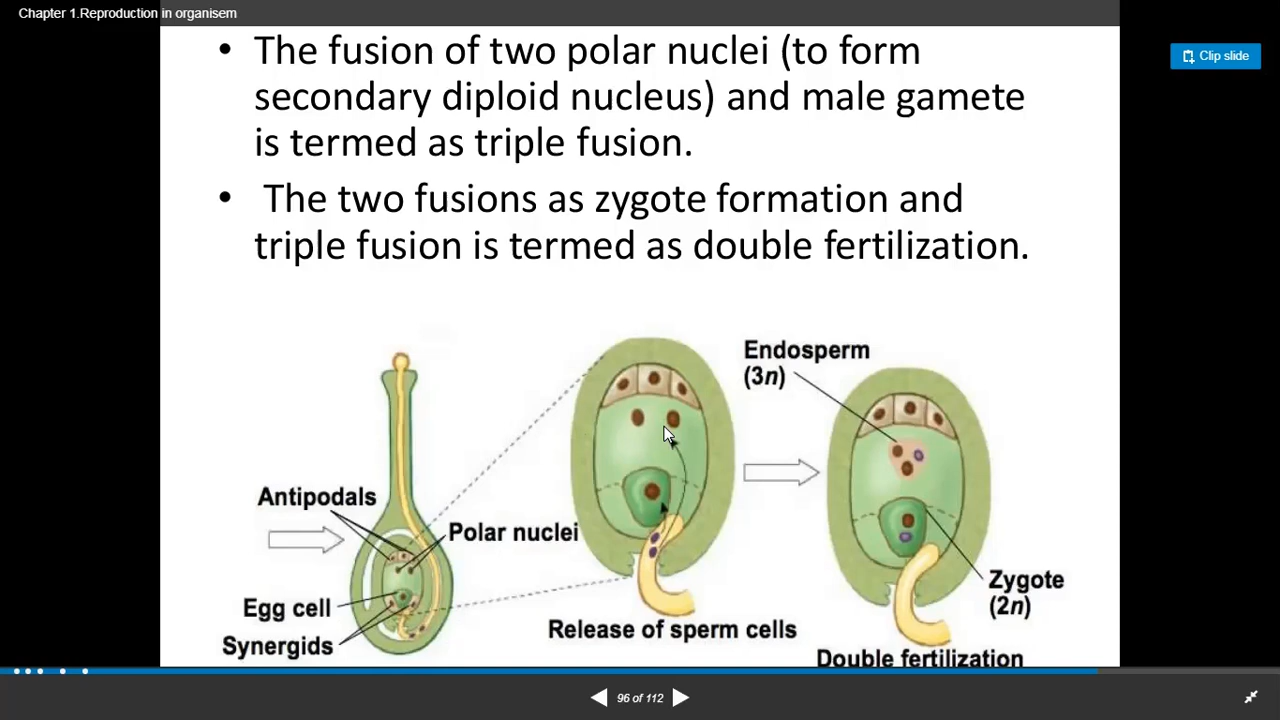 Chapter 1.Reproduction in organisem
Clip slide
• The fusion of two polar nuclei (to form
secondary diploid nucleus) and male gamete
is termed as triple fusion.
• The two fusions as zygote formation and
triple fusion is termed as double fertilization.
Endosperm
(3n)
Antipodals
Polar nuclei
Egg cell
Synergids
Release of sperm cells
Zygote
(2n)
Double fertilization
96 of 112